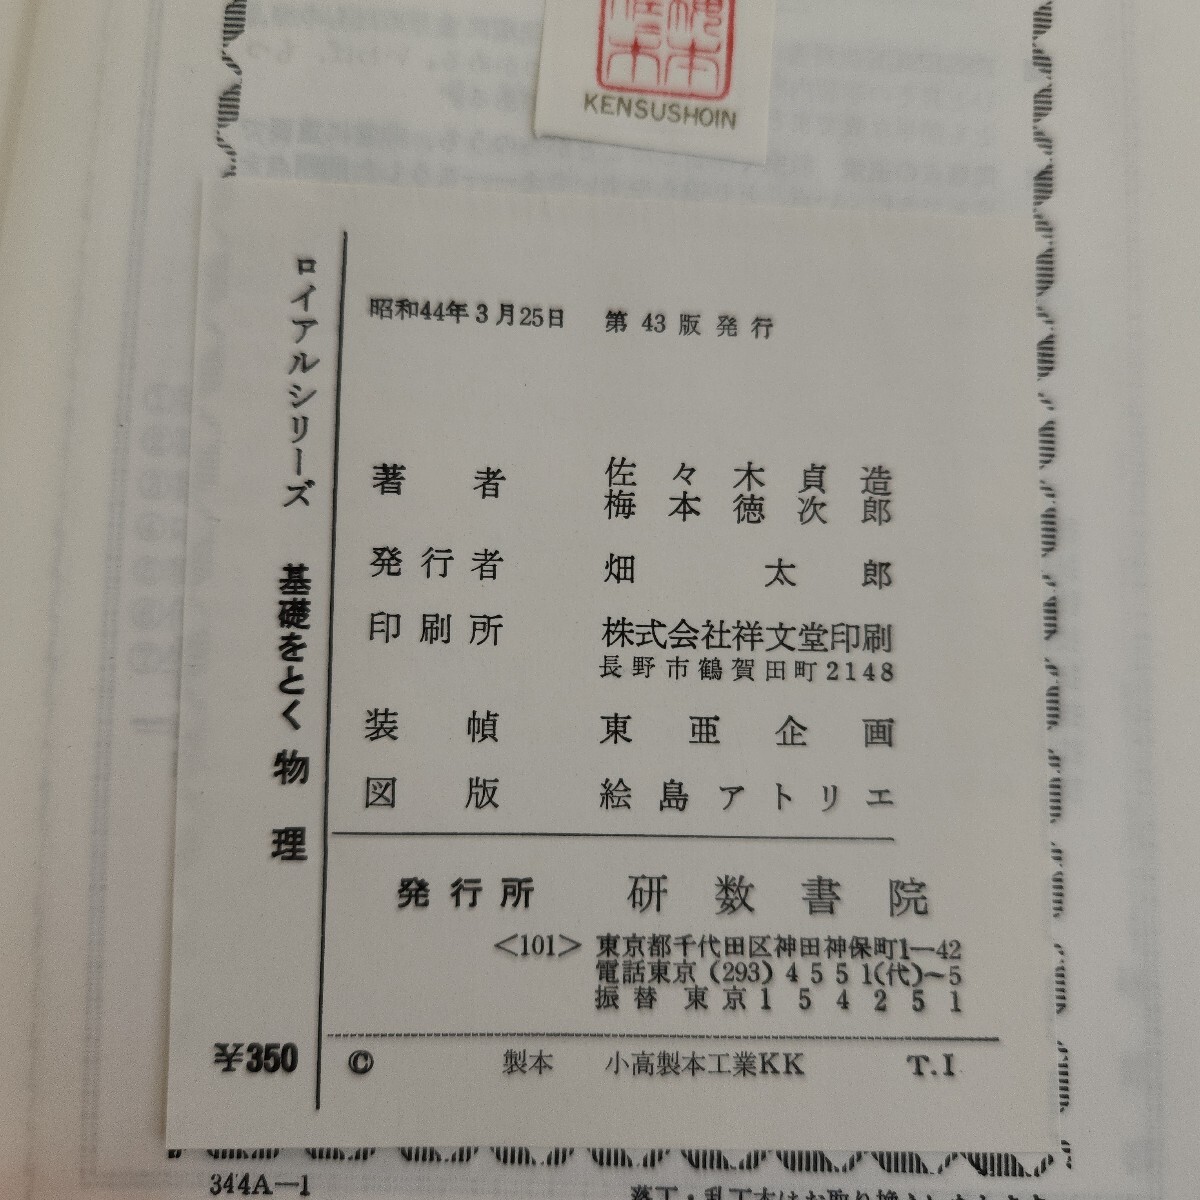 KENSUSHOIN
ロイアルシリーズ 基礎をとく 物理
¥350
昭和44年3月25日 第43版発行
著者 佐々木貞造
梅本徳次郎
発行者 畑太郎
印刷所 株式会社祥文堂印刷
長野市鶴賀田町2148
装幀 東亜企画
図版 絵島アトリエ
発行所 研数書院
<101> 東京都千代田区神田神保町1―42
電話東京(293)4551(代)~5
振替東京154251
© 製本 小高製本工業KK T.I
344A―1